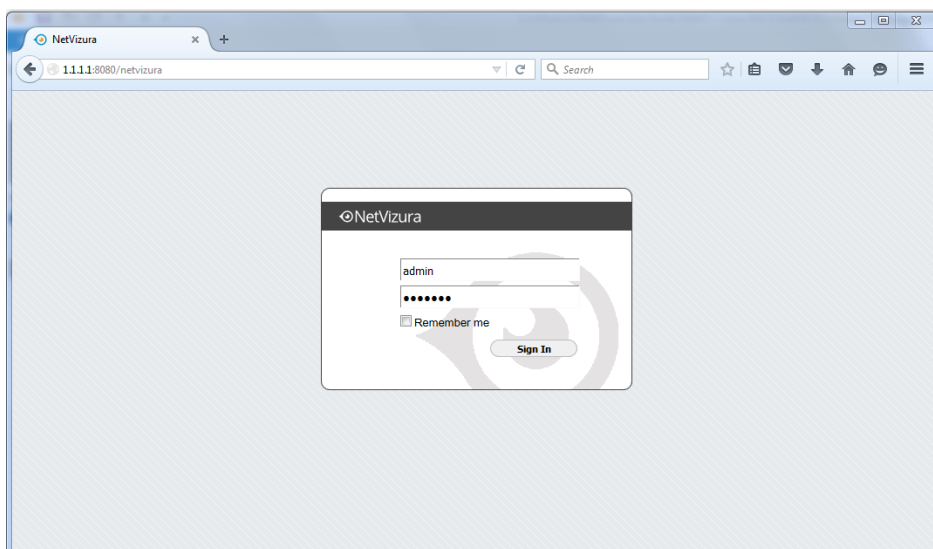 NetVizura
1.1.1.1:8080/netvizura
Search
NetVizura
admin
•••••••
Remember me
Sign In